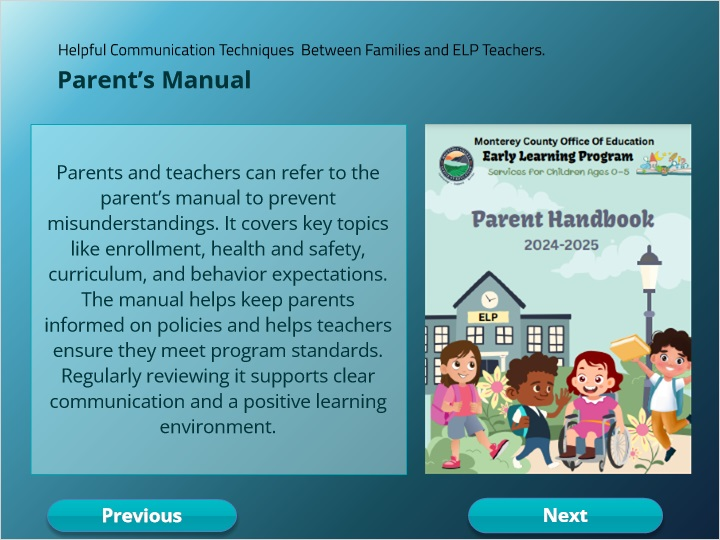 Helpful Communication Techniques  Between Families and ELP Teachers.
Parent’s Manual
Parents and teachers can refer to the
parent’s manual to prevent
misunderstandings. It covers key topics
like enrollment, health and safety,
curriculum, and behavior expectations.
The manual helps keep parents
informed on policies and helps teachers
ensure they meet program standards.
Regularly reviewing it supports clear
communication and a positive learning
environment.
Monterey County Office Of Education
Early Learning Program
Services for Children Ages 0-5
Parent Handbook
2024-2025
ELP
Previous
Next